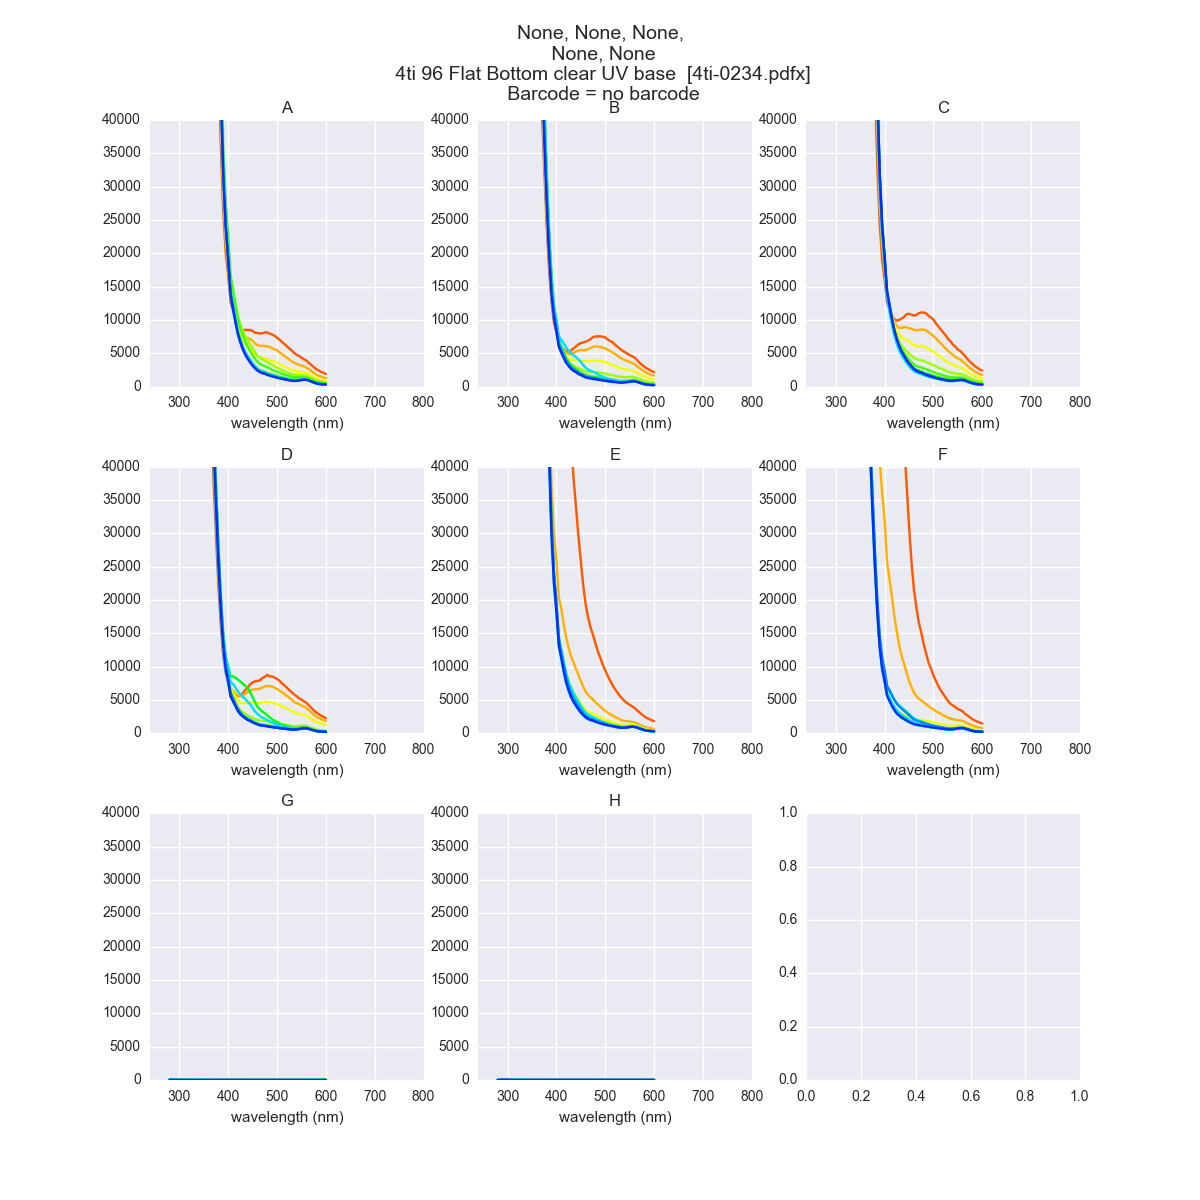 None, None, None,
None, None
4ti 96 Flat Bottom clear UV base [4ti-0234.pdfx]
Barcode = no barcode
A
40000
35000
30000
25000
20000
15000
10000
5000
0
300 400 500 600 700 800
wavelength (nm)
B
40000
35000
30000
25000
20000
15000
10000
5000
0
300 400 500 600 700 800
wavelength (nm)
C
40000
35000
30000
25000
20000
15000
10000
5000
0
300 400 500 600 700 800
wavelength (nm)
D
40000
35000
30000
25000
20000
15000
10000
5000
0
300 400 500 600 700 800
wavelength (nm)
E
40000
35000
30000
25000
20000
15000
10000
5000
0
300 400 500 600 700 800
wavelength (nm)
F
40000
35000
30000
25000
20000
15000
10000
5000
0
300 400 500 600 700 800
wavelength (nm)
G
40000
35000
30000
25000
20000
15000
10000
5000
0
300 400 500 600 700 800
wavelength (nm)
H
40000
35000
30000
25000
20000
15000
10000
5000
0
300 400 500 600 700 800
wavelength (nm)
1.0
0.8
0.6
0.4
0.2
0.0
0.0 0.2 0.4 0.6 0.8 1.0